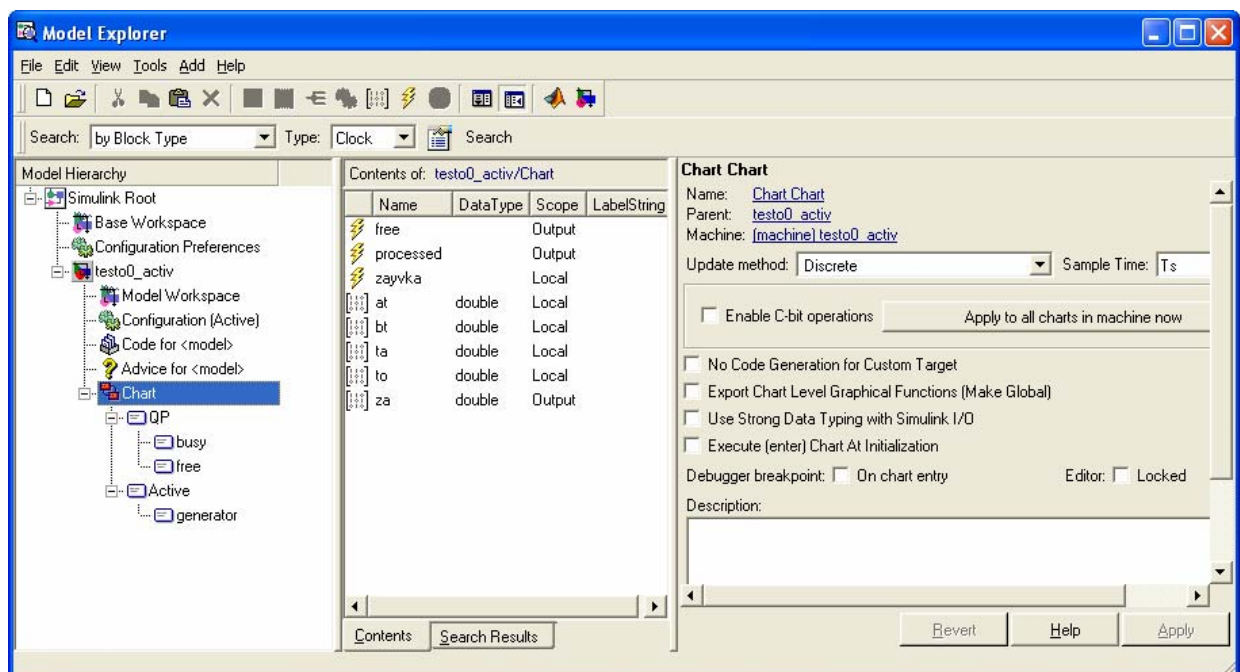 Model Explorer
File Edit View Tools Add Help
Search: by Block Type Type: Clock Search
Model Hierarchy
Simulink Root
Base Workspace
Configuration Preferences
testo0_activ
Model Workspace
Configuration (Active)
Code for <model>
Advice for <model>
Chart
QP
busy
free
Active
generator
Contents of: testo0_activ/Chart
Name DataType Scope LabelString
free Output
processed Output
zayvka Local
at double Local
bt double Local
ta double Local
to double Local
za double Output
Contents Search Results
Chart Chart
Name: Chart Chart
Parent: testo0_activ
Machine: (machine) testo0_activ
Update method: Discrete Sample Time: Ts
Enable C-bit operations Apply to all charts in machine now
No Code Generation for Custom Target
Export Chart Level Graphical Functions (Make Global)
Use Strong Data Typing with Simulink I/O
Execute (enter) Chart At Initialization
Debugger breakpoint: On chart entry Editor: Locked
Description:
Revert Help Apply